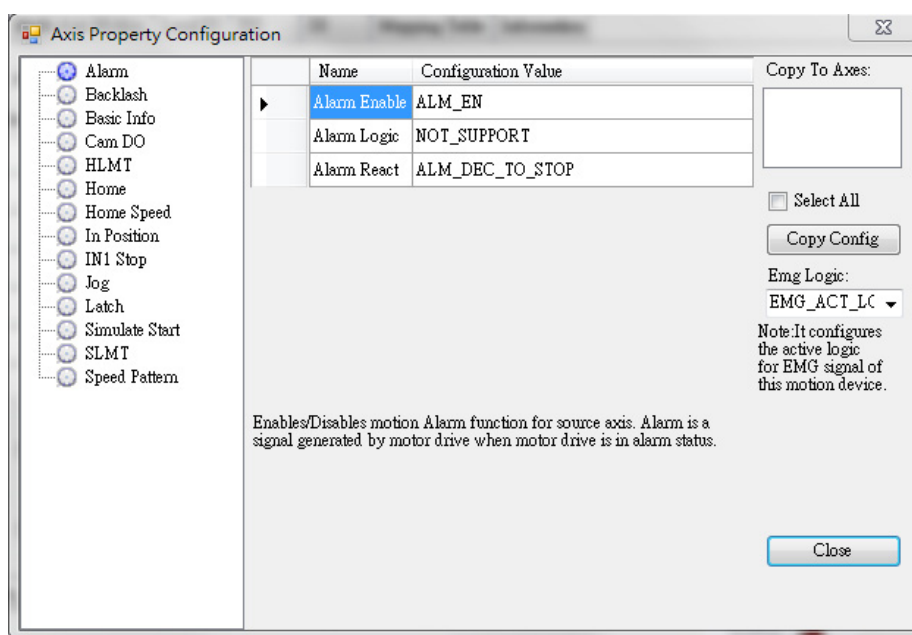 Axis Property Configuration
Alarm
Backlash
Basic Info
Cam DO
HLMT
Home
Home Speed
In Position
IN1 Stop
Jog
Latch
Simulate Start
SLMT
Speed Pattern
Name Configuration Value
Alarm Enable ALM_EN
Alarm Logic NOT_SUPPORT
Alarm React ALM_DEC_TO_STOP
Enables/Disables motion Alarm function for source axis. Alarm is a
signal generated by motor drive when motor drive is in alarm status.
Copy To Axes:
Select All
Copy Config
Emg Logic:
EMG_ACT_LC
Note:It configures
the active logic
for EMG signal of
this motion device.
Close